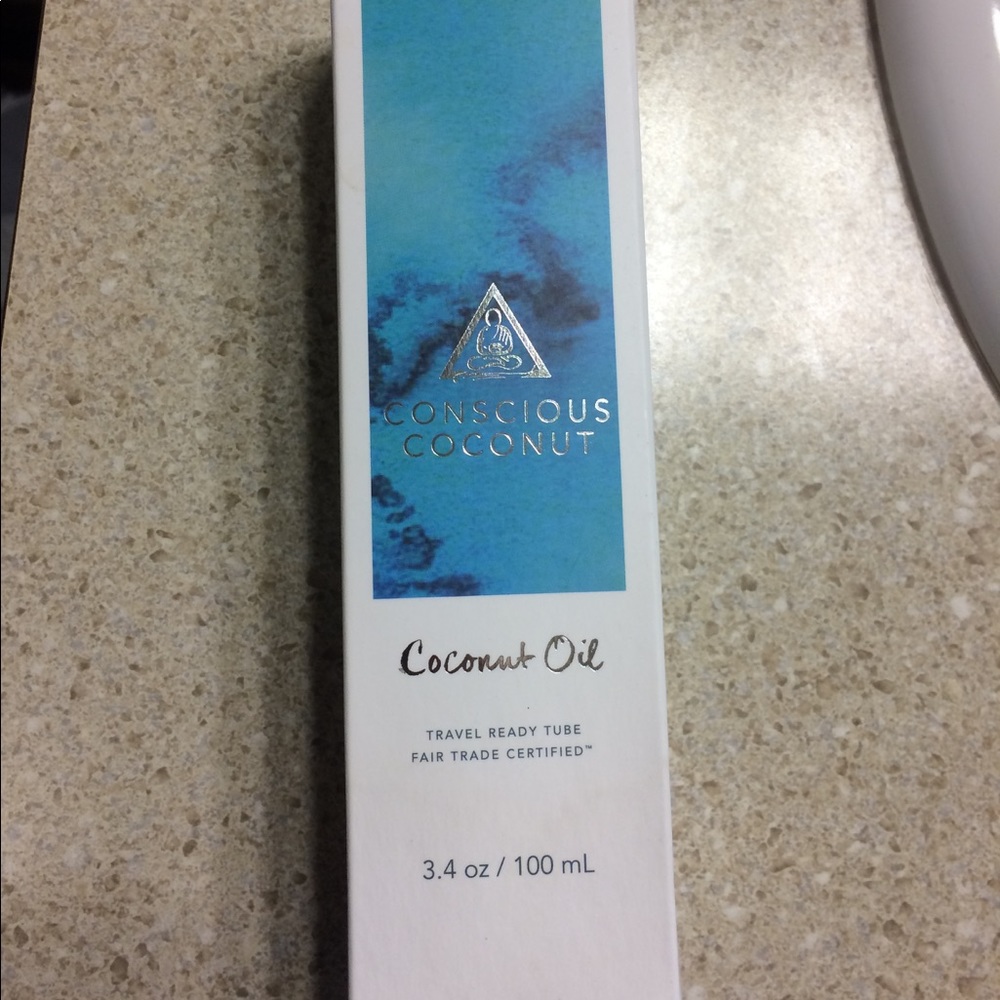 CONSCIOUS
COCONUT
Coconut Oil
TRAVEL READY TUBE
FAIR TRADE CERTIFIED™
3.4 oz / 100 mL